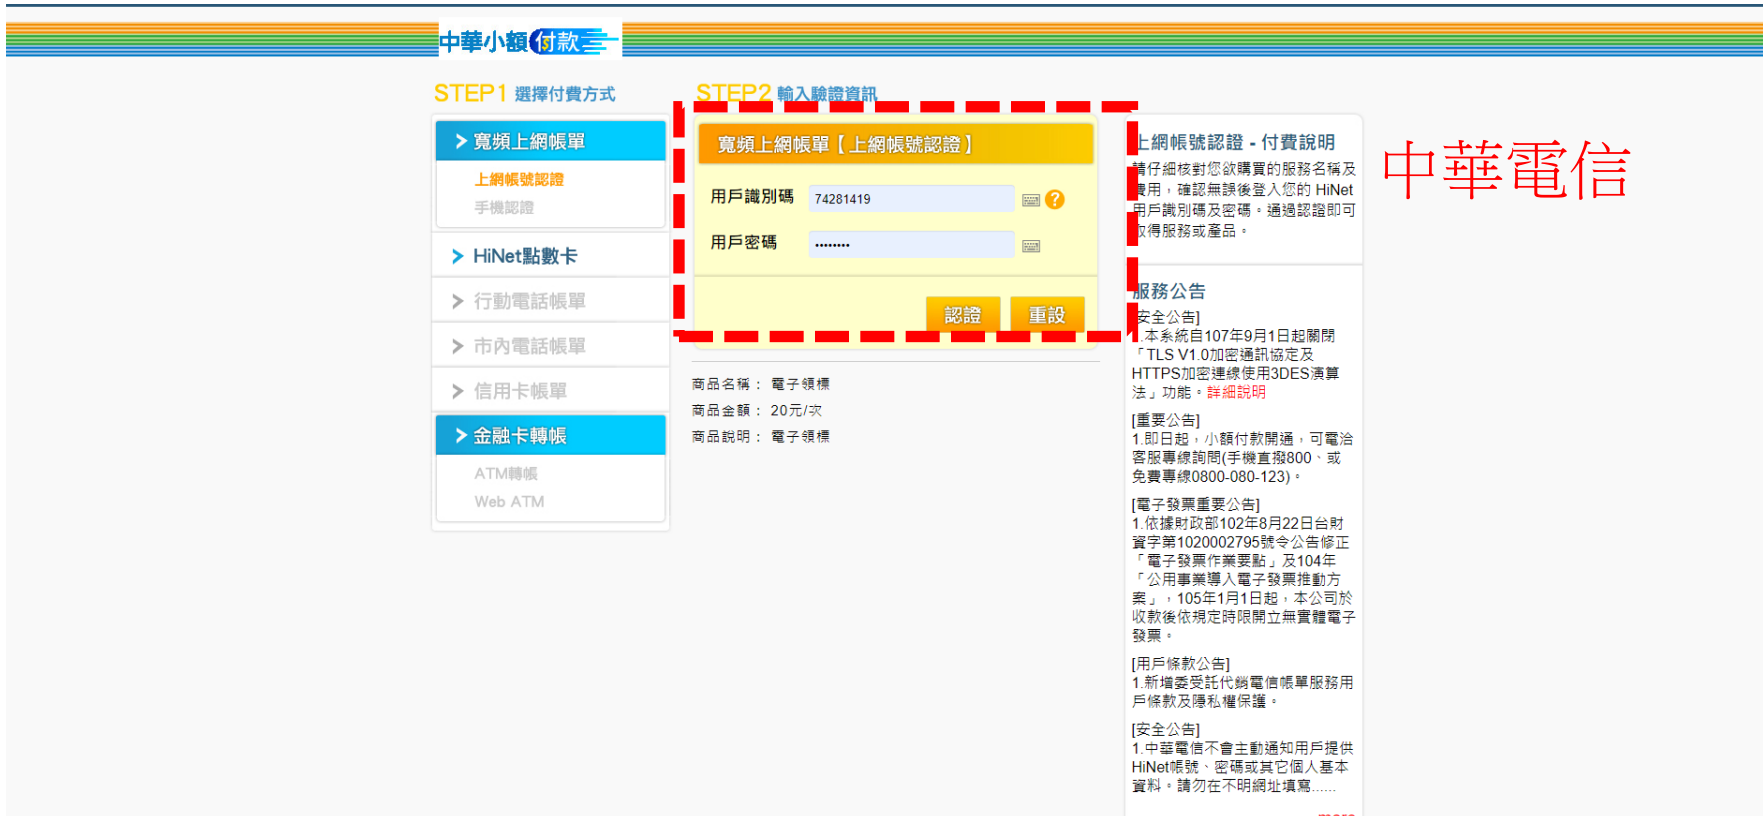 中華小額付款
STEP1 選擇付費方式
寬頻上網帳單
上網帳號認證
手機認證
HiNet點數卡
行動電話帳單
市內電話帳單
信用卡帳單
金融卡轉帳
ATM轉帳
Web ATM
STEP2 輸入驗證資訊
寬頻上網帳單【上網帳號認證】
用戶識別碼 74281419
用戶密碼 ••••••••
認證 重設
商品名稱： 電子領標
商品金額： 20元/次
商品說明： 電子領標
上網帳號認證 - 付費說明
請仔細核對您欲購買的服務名稱及
費用，確認無誤後登入您的 HiNet
用戶識別碼及密碼。通過認證即可
取得服務或產品。
服務公告
[安全公告]
1.本系統自107年9月1日起關閉
「TLS V1.0加密通訊協定及
HTTPS加密連線使用3DES演算
法」功能。詳細說明
[重要公告]
1.即日起，小額付款開通，可電洽
客服專線詢問(手機直撥800、或
免費專線0800-080-123)。
[電子發票重要公告]
1.依據財政部102年8月22日台財
資字第1020002795號令公告修正
「電子發票作業要點」及104年
「公用事業導入電子發票推動方
案」，105年1月1日起，本公司於
收款後依規定時限開立無實體電子
發票。
[用戶條款公告]
1.新增委受託代銷電信帳單服務用
戶條款及隱私權保護。
[安全公告]
1.中華電信不會主動通知用戶提供
HiNet帳號、密碼或其它個人基本
資料。請勿在不明網址填寫......
中華電信